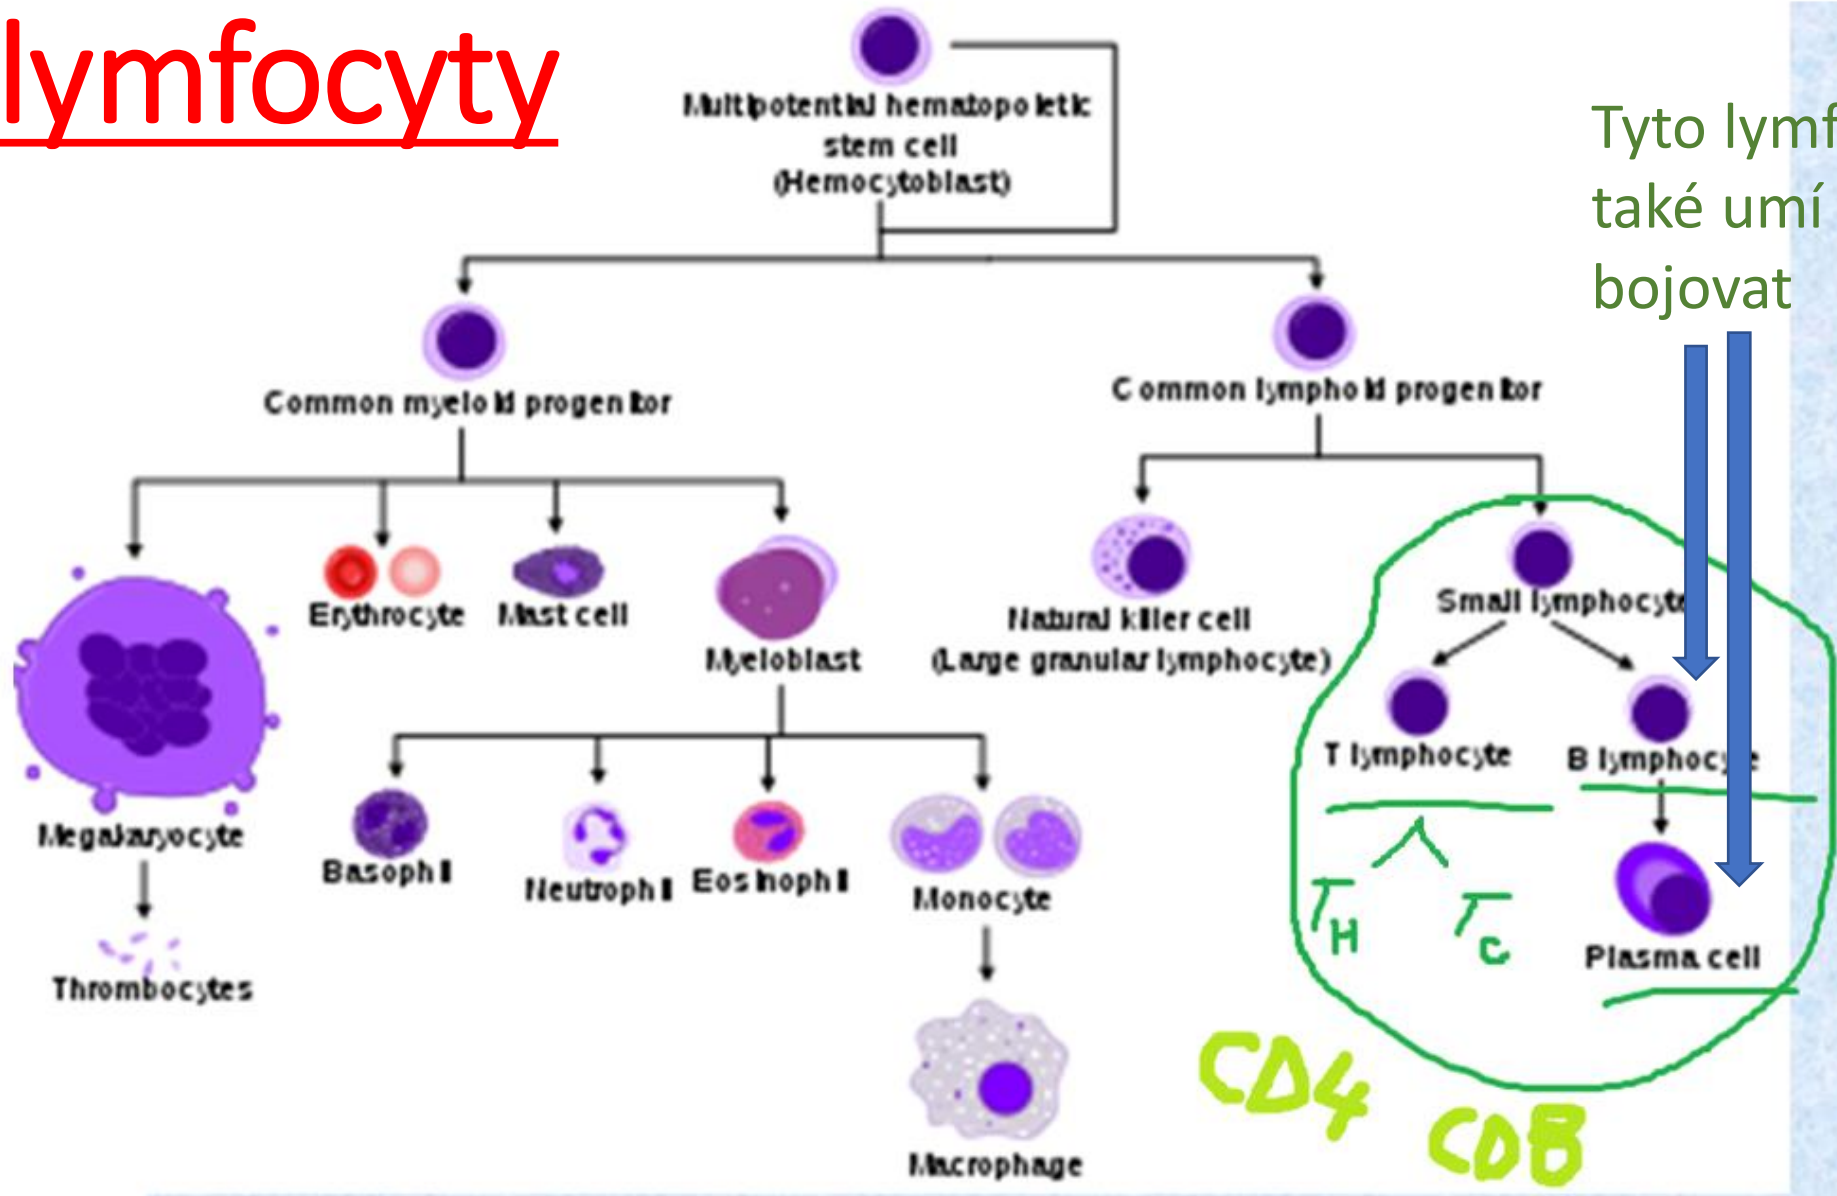 lymfocyty
Multipotential hematopoietic
stem cell
(Hemocytoblast)
Tyto lymf
také umí
bojovat
Common myeloid progenitor
Common lymphoid progenitor
Erythrocyte
Mast cell
Myeloblast
Natural killer cell
(Large granular lymphocyte)
Small lymphocyte
T lymphocyte
B lymphocyte
Megakaryocyte
Thrombocytes
Basophil
Neutrophil
Eosinophil
Monocyte
Macrophage
TH
TC
Plasma cell
CD4
CD8